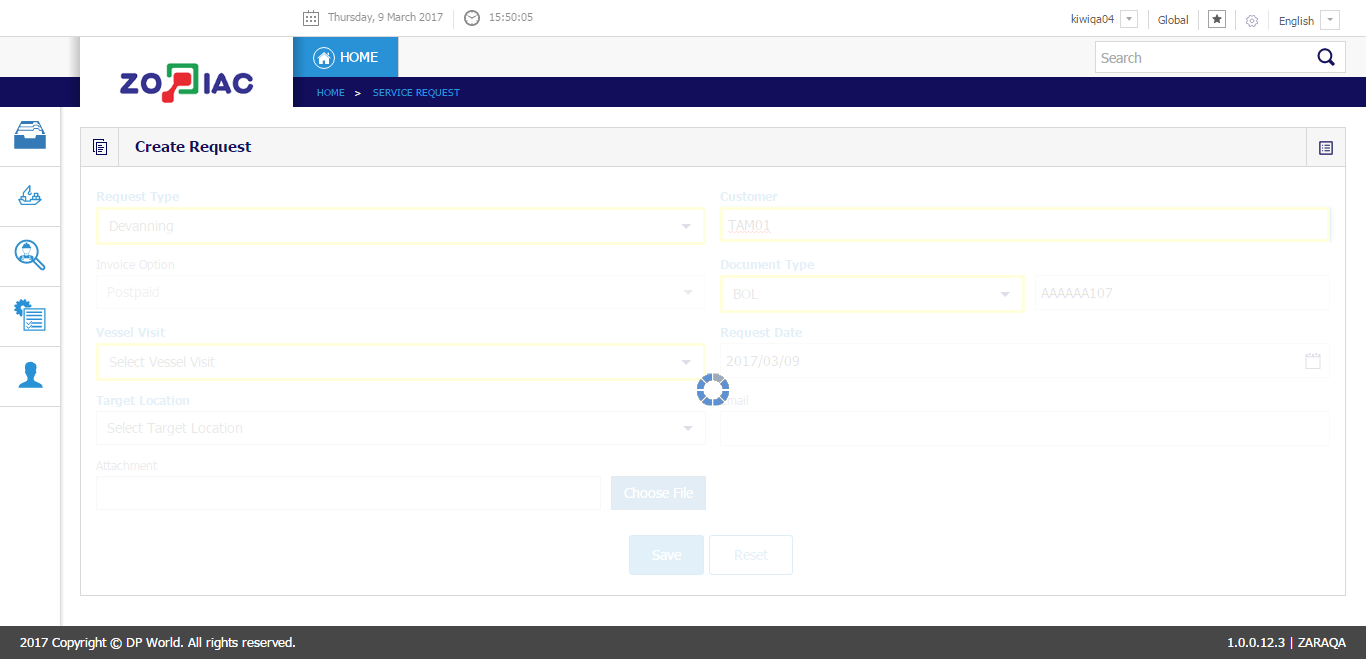 Thursday, 9 March 2017 15:50:05 kiwiqa04 Global English
ZODIAC HOME Search
HOME > SERVICE REQUEST
Create Request
Request Type Customer
Devanning TAM01
Invoice Option Document Type
Postpaid BOL AAAAAA107
Vessel Visit Request Date
Select Vessel Visit 2017/03/09
Target Location mail
Select Target Location
Attachment
Choose File
Save Reset
2017 Copyright © DP World. All rights reserved. 1.0.0.12.3 | ZARAQA